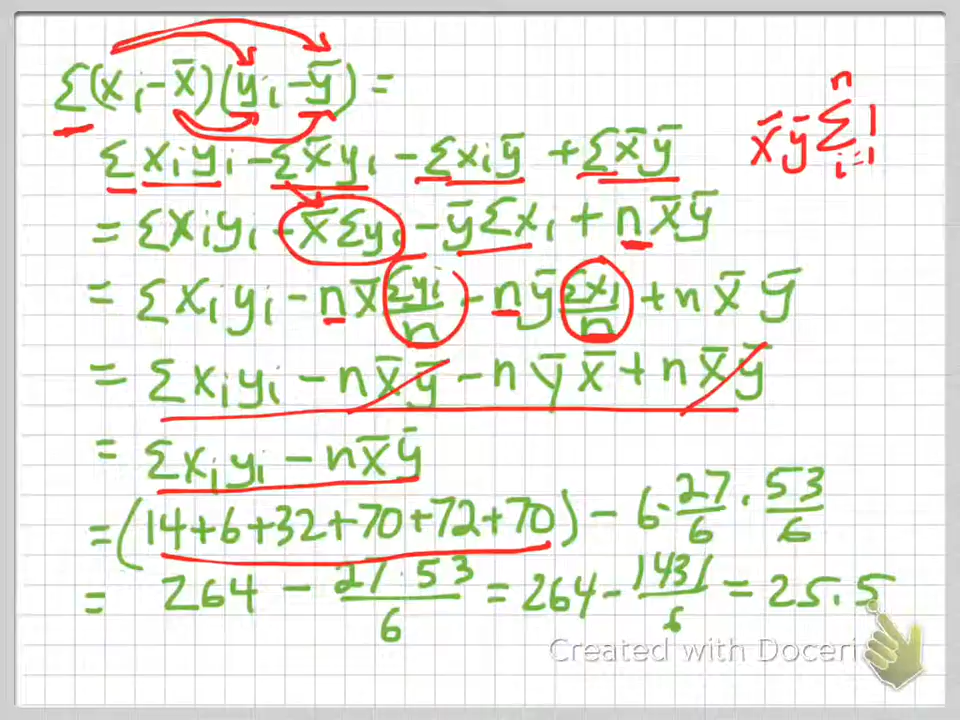 Σ(xᵢ-x̄)(yᵢ-ȳ)=
x̄ȳ Σⁿᵢ₌₁ 1
Σxᵢyᵢ - Σx̄yᵢ - Σxᵢȳ + Σx̄ȳ
= Σxᵢyᵢ - x̄Σyᵢ - ȳΣxᵢ + nx̄ȳ
= Σxᵢyᵢ - nx̄ Σyᵢ/n - nȳ Σxᵢ/n + nx̄ȳ
= Σxᵢyᵢ - nx̄ȳ - nȳx̄ + nx̄ȳ
= Σxᵢyᵢ - nx̄ȳ
= (14+6+32+70+72+70) - 6·27/6·53/6
= 264 - 27·53/6 = 264 - 1431/6 = 25.5
Created with Doceri